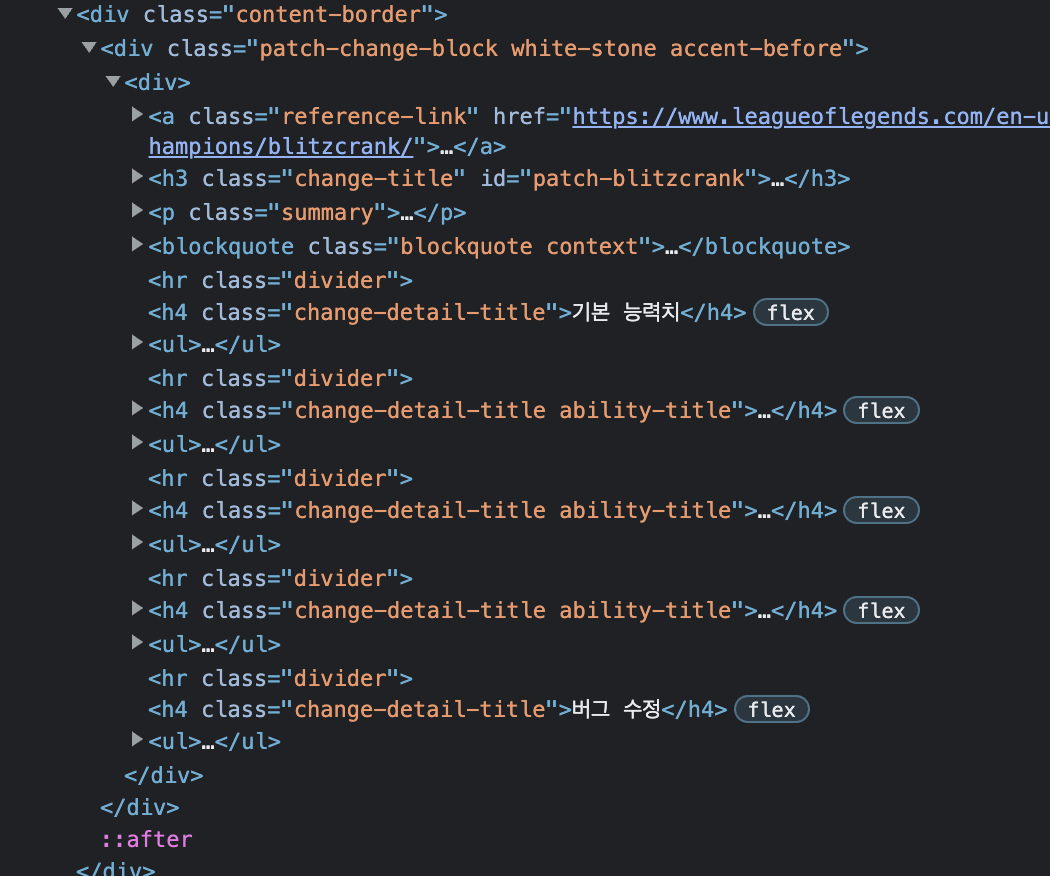 <div class="content-border">
<div class="patch-change-block white-stone accent-before">
<div>
<a class="reference-link" href="https://www.leagueoflegends.com/en-u
hampions/blitzcrank/">…</a>
<h3 class="change-title" id="patch-blitzcrank">…</h3>
<p class="summary">…</p>
<blockquote class="blockquote context">…</blockquote>
<hr class="divider">
<h4 class="change-detail-title">기본 능력치</h4> flex
<ul>…</ul>
<hr class="divider">
<h4 class="change-detail-title ability-title">…</h4> flex
<ul>…</ul>
<hr class="divider">
<h4 class="change-detail-title ability-title">…</h4> flex
<ul>…</ul>
<hr class="divider">
<h4 class="change-detail-title ability-title">…</h4> flex
<ul>…</ul>
<hr class="divider">
<h4 class="change-detail-title">버그 수정</h4> flex
<ul>…</ul>
</div>
</div>
::after
</div>